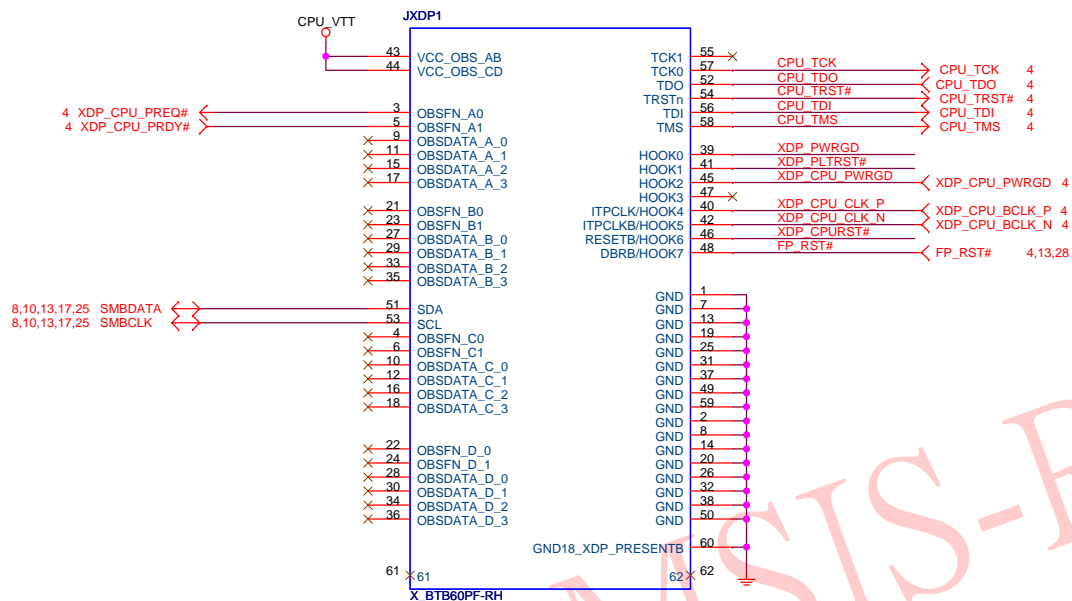 JXDP1
CPU_VTT
43 VCC_OBS_AB
44 VCC_OBS_CD
4 XDP_CPU_PREQ# 3 OBSFN_A0
4 XDP_CPU_PRDY# 5 OBSFN_A1
9 OBSDATA_A_0
11 OBSDATA_A_1
15 OBSDATA_A_2
17 OBSDATA_A_3
21 OBSFN_B0
23 OBSFN_B1
27 OBSDATA_B_0
29 OBSDATA_B_1
33 OBSDATA_B_2
35 OBSDATA_B_3
8,10,13,17,25 SMBDATA 51 SDA
8,10,13,17,25 SMBCLK 53 SCL
4 OBSFN_C0
6 OBSFN_C1
10 OBSDATA_C_0
12 OBSDATA_C_1
16 OBSDATA_C_2
18 OBSDATA_C_3
22 OBSFN_D_0
24 OBSFN_D_1
28 OBSDATA_D_0
30 OBSDATA_D_1
34 OBSDATA_D_2
36 OBSDATA_D_3
61 61
TCK1 55
TCK0 57 CPU_TCK CPU_TCK 4
TDO 52 CPU_TDO CPU_TDO 4
TRSTn 54 CPU_TRST# CPU_TRST# 4
TDI 56 CPU_TDI CPU_TDI 4
TMS 58 CPU_TMS CPU_TMS 4
HOOK0 39 XDP_PWRGD
HOOK1 41 XDP_PLTRST#
HOOK2 45 XDP_CPU_PWRGD XDP_CPU_PWRGD 4
HOOK3 47
ITPCLK/HOOK4 40 XDP_CPU_CLK_P XDP_CPU_BCLK_P 4
ITPCLKB/HOOK5 42 XDP_CPU_CLK_N XDP_CPU_BCLK_N 4
RESETB/HOOK6 46 XDP_CPURST#
DBRB/HOOK7 48 FP_RST# FP_RST# 4,13,28
GND 1
GND 7
GND 13
GND 19
GND 25
GND 31
GND 37
GND 49
GND 59
GND 2
GND 8
GND 14
GND 20
GND 26
GND 32
GND 38
GND 50
GND18_XDP_PRESENTB 60
62 62
X_BTB60PF-RH